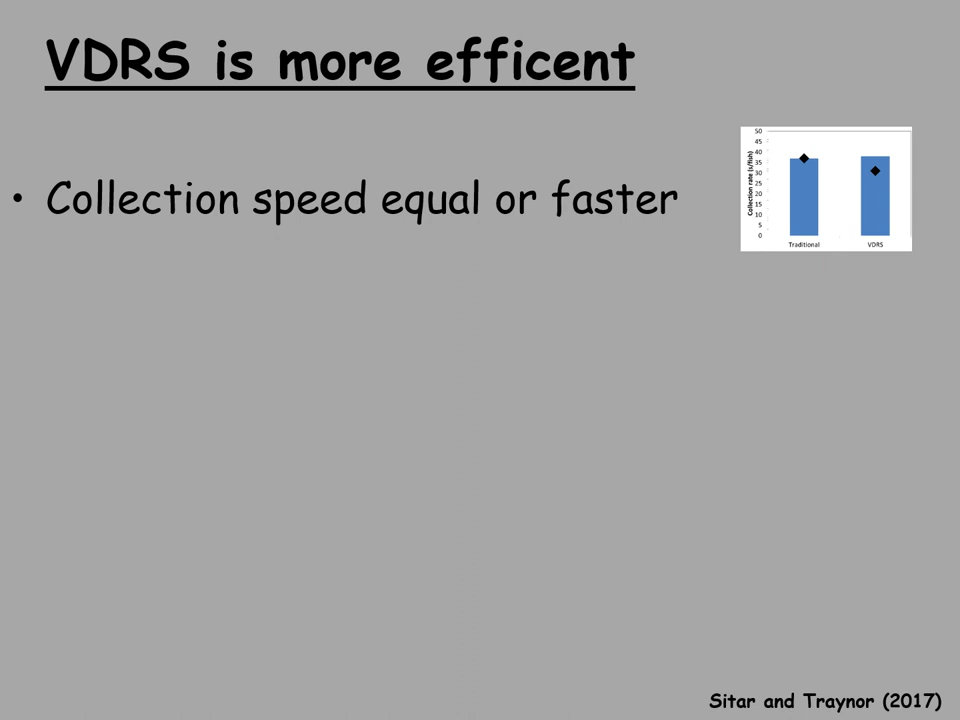 VDRS is more efficent
• Collection speed equal or faster
Collection rate (s/fish)
50
45
40
35
30
25
20
15
10
5
0
Traditional
VDRS
Sitar and Traynor (2017)